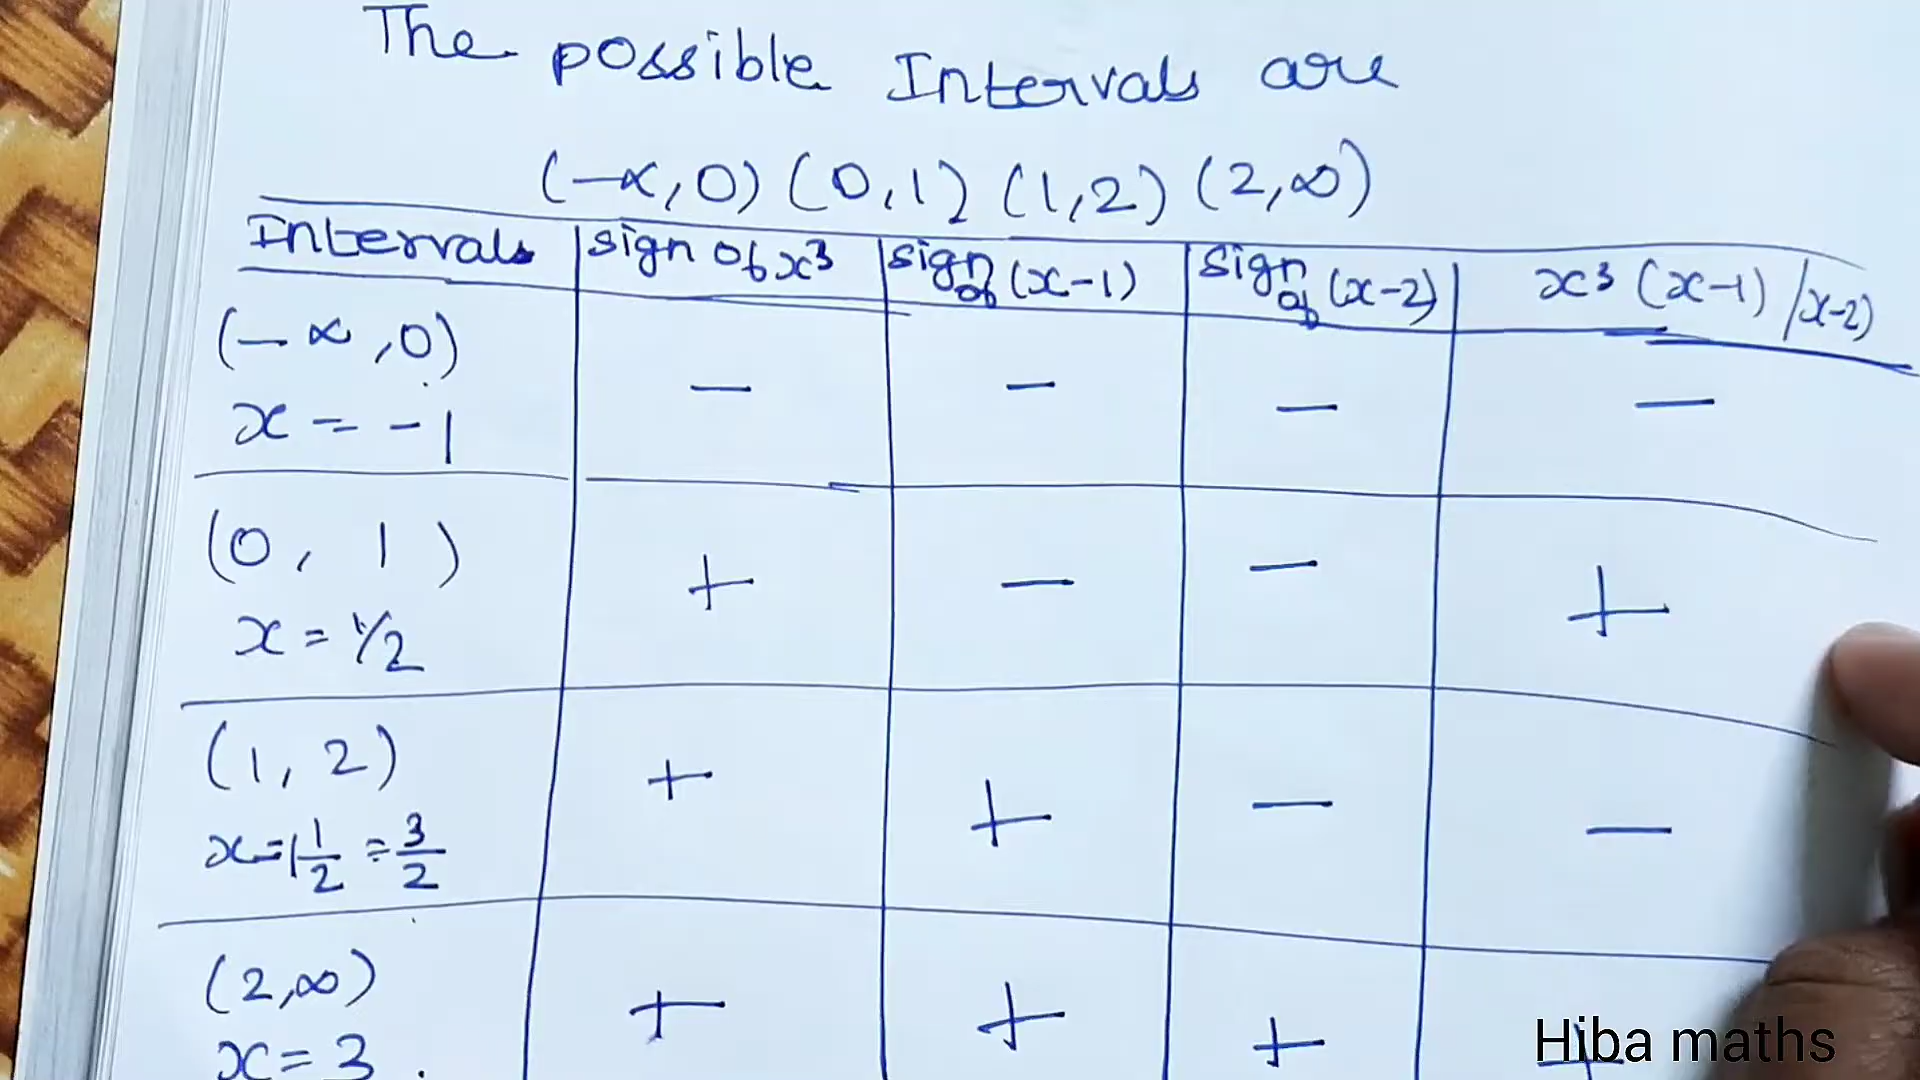 The possible Intervals are
(-∝,0) (0,1) (1,2) (2,∞)
Intervals sign of x³ sign of (x-1) sign of (x-2) x³ (x-1) (x-2)
(-∝,0)
x = -1 − − − −
(0, 1)
x = 1/2 + − − +
(1, 2)
x=1 1/2 = 3/2 + + − −
(2,∞)
x=3. + + + +
Hiba maths